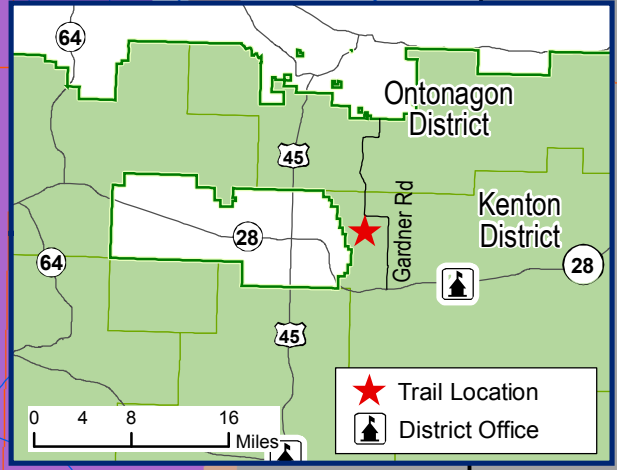 64
Ontonagon
District
45
Gardner Rd
Kenton
District
28
28
64
45
Trail Location
District Office
0 4 8 16
Miles